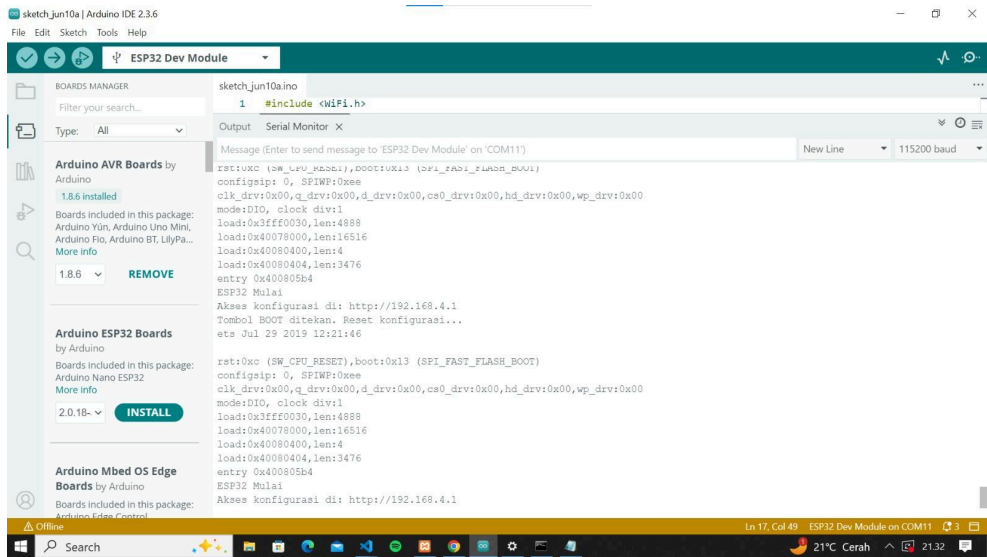 sketch_jun10a | Arduino IDE 2.3.6
File Edit Sketch Tools Help
ESP32 Dev Module
BOARDS MANAGER
Filter your search...
Type: All
Arduino AVR Boards by
Arduino
1.8.6 installed
Boards included in this package:
Arduino Yún, Arduino Uno Mini,
Arduino Fio, Arduino BT, LilyPa...
More info
1.8.6 REMOVE
Arduino ESP32 Boards
by Arduino
Boards included in this package:
Arduino Nano ESP32
More info
2.0.18- INSTALL
Arduino Mbed OS Edge
Boards by Arduino
Boards included in this package:
Arduino Edge Control
sketch_jun10a.ino
1 #include <WiFi.h>
Output Serial Monitor
Message (Enter to send message to 'ESP32 Dev Module' on 'COM11')
New Line 115200 baud
rst:0xc (SW_CPU_RESET),boot:0x13 (SPI_FAST_FLASH_BOOT)
configsip: 0, SPIWP:0xee
clk_drv:0x00,q_drv:0x00,d_drv:0x00,cs0_drv:0x00,hd_drv:0x00,wp_drv:0x00
mode:DIO, clock div:1
load:0x3fff0030,len:4888
load:0x40078000,len:16516
load:0x40080400,len:4
load:0x40080404,len:3476
entry 0x400805b4
ESP32 Mulai
Akses konfigurasi di: http://192.168.4.1
Tombol BOOT ditekan. Reset konfigurasi...
ets Jul 29 2019 12:21:46
rst:0xc (SW_CPU_RESET),boot:0x13 (SPI_FAST_FLASH_BOOT)
configsip: 0, SPIWP:0xee
clk_drv:0x00,q_drv:0x00,d_drv:0x00,cs0_drv:0x00,hd_drv:0x00,wp_drv:0x00
mode:DIO, clock div:1
load:0x3fff0030,len:4888
load:0x40078000,len:16516
load:0x40080400,len:4
load:0x40080404,len:3476
entry 0x400805b4
ESP32 Mulai
Akses konfigurasi di: http://192.168.4.1
Offline
Ln 17, Col 49 ESP32 Dev Module on COM11 3
Search
21°C Cerah 21.32